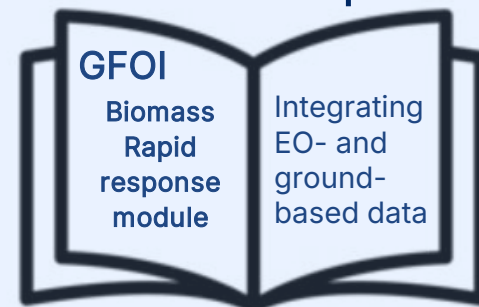 GFOI
Biomass
Rapid
response
module
Integrating
EO- and
ground-
based data